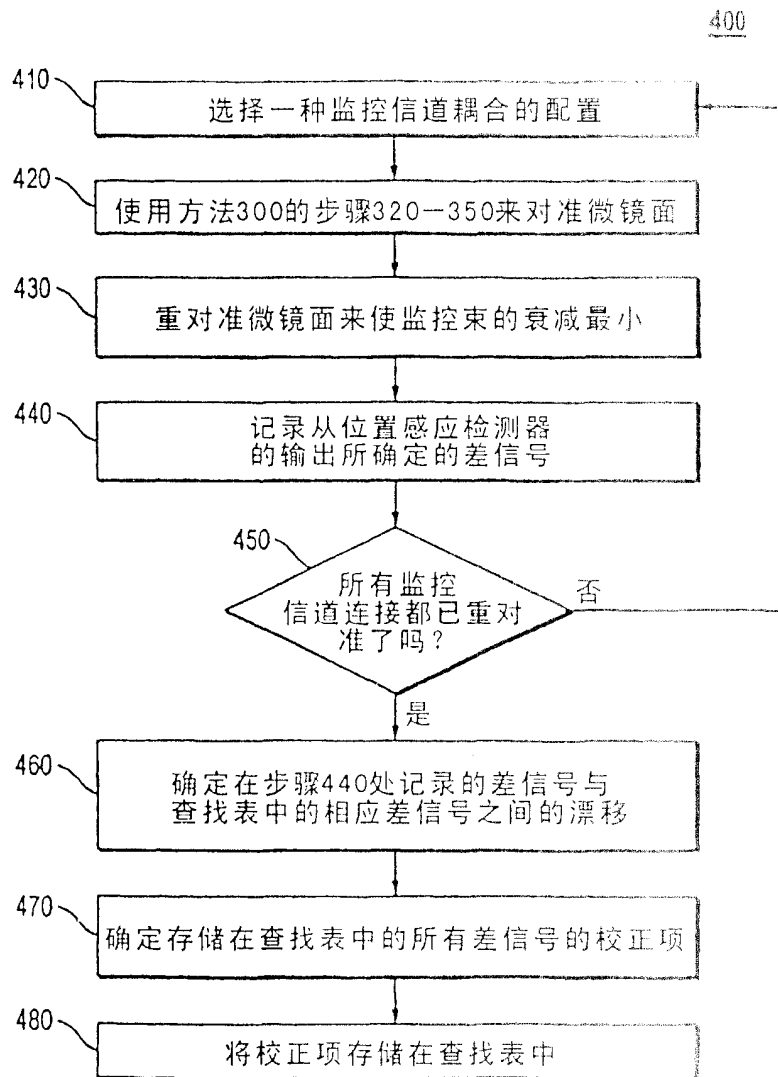 400
410
选择一种监控信道耦合的配置
420
使用方法300的步骤320—350来对准微镜面
430
重对准微镜面来使监控束的衰减最小
440
记录从位置感应检测器
的输出所确定的差信号
450
所有监控
信道连接都已重对
准了吗?
否
是
460
确定在步骤440处记录的差信号与
查找表中的相应差信号之间的漂移
470
确定存储在查找表中的所有差信号的校正项
480
将校正项存储在查找表中